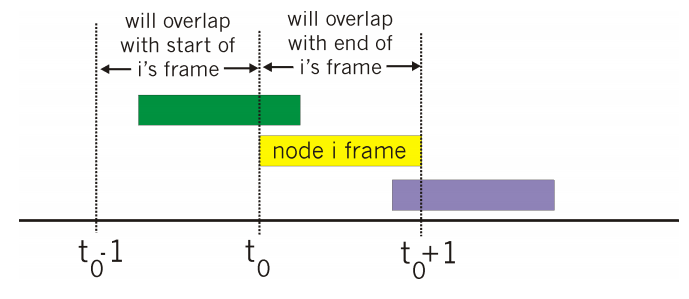 will overlap
with start of
i's frame
will overlap
with end of
i's frame
node i frame
t0-1
t0
t0+1